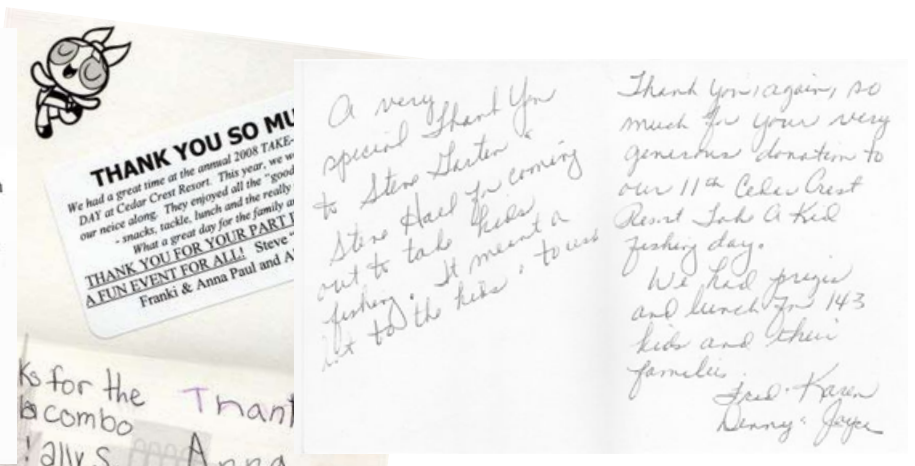 THANK YOU SO MU
We had a great time at the annual 2008 TAKE-
DAY at Cedar Crest Resort. This year, we w
our neice along. They enjoyed all the "good
- snacks, tackle, lunch and the really
What a great day for the family a
THANK YOU FOR YOUR PART I
A FUN EVENT FOR ALL! Steve "
Franki & Anna Paul and A
ks for the
combo
ally.s
Thank
Anna
A very
special Thank You
to Steve &
Steve for coming
out to take kids
fishing. It meant a
lot to the kids & to us
Thank you, again, so
much for your very
generous donation to
our 11th Cedar Crest
Resort Take A Kid
fishing day.
We had prizes
and lunch for 143
kids and their
families.
Fred & Karen
Denny & Joyce